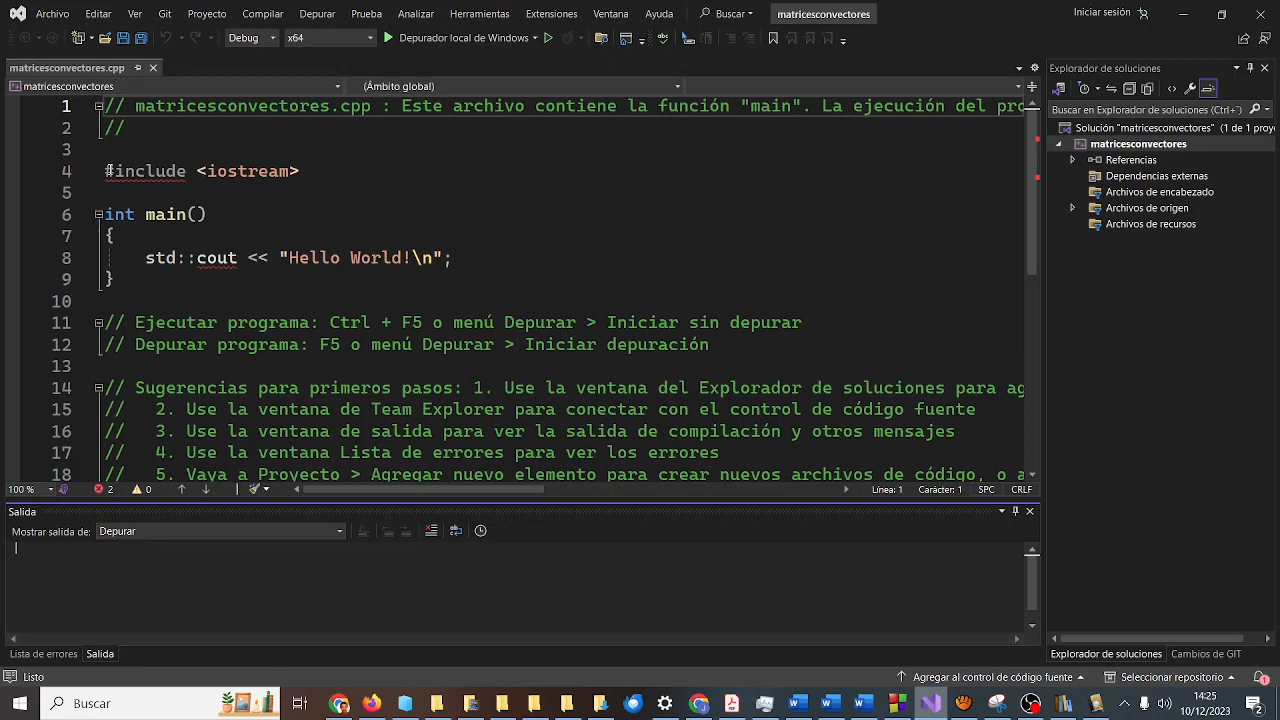 Archivo Editar Ver Git Proyecto Compilar Depurar Prueba Analizar Herramientas Extensiones Ventana Ayuda Buscar matricesconvectores Iniciar sesión
Debug x64 Depurador local de Windows
matricesconvectores.cpp
matricesconvectores (Ámbito global)
1 // matricesconvectores.cpp : Este archivo contiene la función "main". La ejecución del pro
2 //
3
4 #include <iostream>
5
6 int main()
7 {
8 std::cout << "Hello World!\n";
9 }
10
11 // Ejecutar programa: Ctrl + F5 o menú Depurar > Iniciar sin depurar
12 // Depurar programa: F5 o menú Depurar > Iniciar depuración
13
14 // Sugerencias para primeros pasos: 1. Use la ventana del Explorador de soluciones para ag
15 // 2. Use la ventana de Team Explorer para conectar con el control de código fuente
16 // 3. Use la ventana de salida para ver la salida de compilación y otros mensajes
17 // 4. Use la ventana Lista de errores para ver los errores
18 // 5. Vaya a Proyecto > Agregar nuevo elemento para crear nuevos archivos de código, o a
100 % 2 0 Línea: 1 Carácter: 1 SPC CRLF
Salida
Mostrar salida de: Depurar
Lista de errores Salida
Explorador de soluciones
Buscar en Explorador de soluciones (Ctrl+')
Solución "matricesconvectores" (1 de 1 proye
matricesconvectores
Referencias
Dependencias externas
Archivos de encabezado
Archivos de origen
Archivos de recursos
Explorador de soluciones Cambios de GIT
Listo Agregar al control de código fuente Seleccionar repositorio 1
Buscar
14:25
10/12/2023